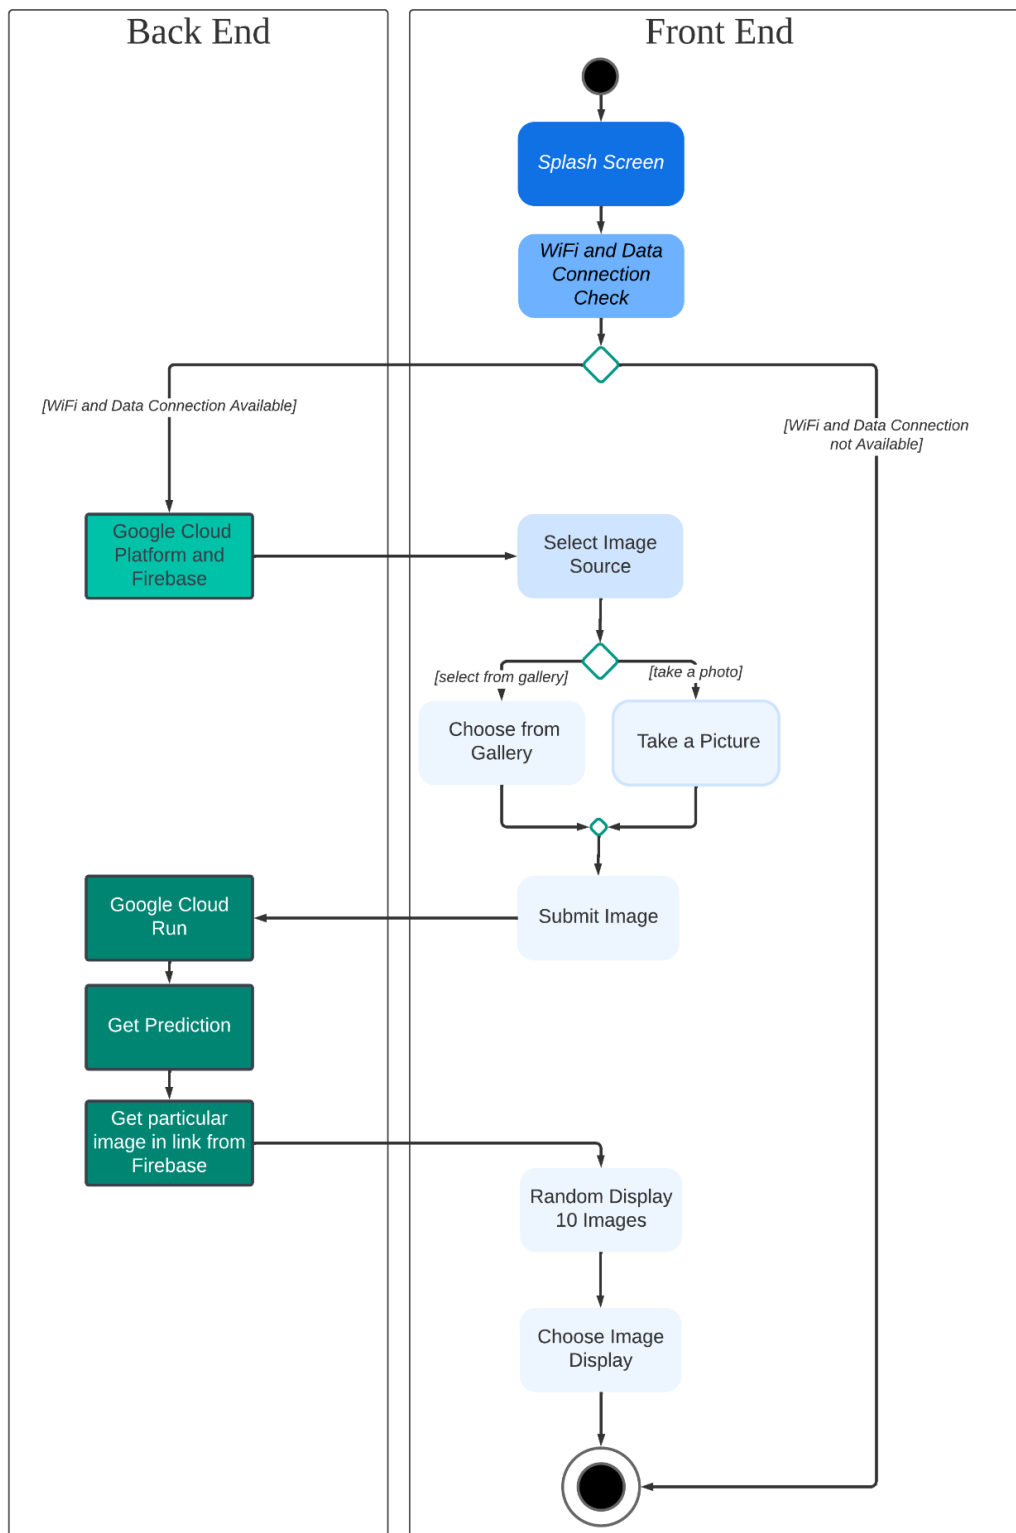 Back End
Front End
Splash Screen
WiFi and Data
Connection
Check
[WiFi and Data Connection Available]
[WiFi and Data Connection
not Available]
Google Cloud
Platform and
Firebase
Select Image
Source
[select from gallery]
[take a photo]
Choose from
Gallery
Take a Picture
Google Cloud
Run
Submit Image
Get Prediction
Get particular
image in link from
Firebase
Random Display
10 Images
Choose Image
Display